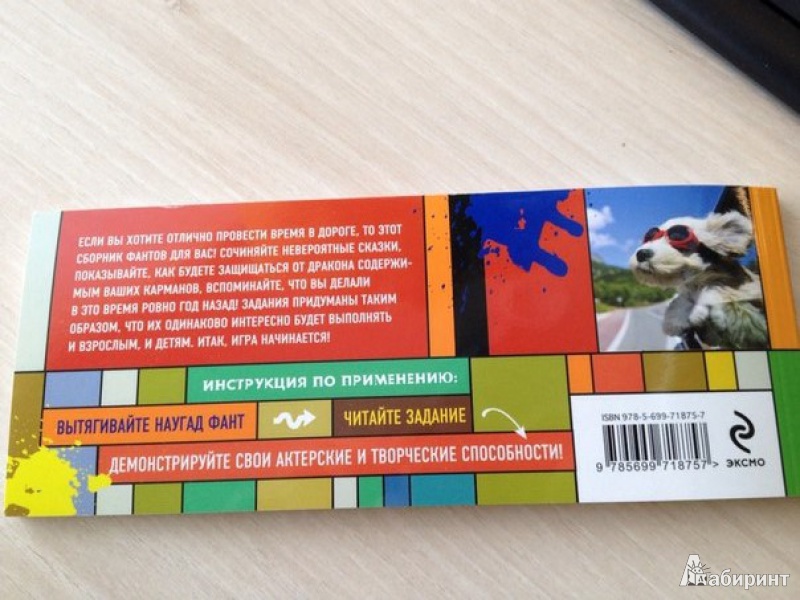 ЕСЛИ ВЫ ХОТИТЕ ОТЛИЧНО ПРОВЕСТИ ВРЕМЯ В ДОРОГЕ, ТО ЭТОТ
СБОРНИК ФАНТОВ ДЛЯ ВАС! СОЧИНЯЙТЕ НЕВЕРОЯТНЫЕ СКАЗКИ,
ПОКАЗЫВАЙТЕ, КАК БУДЕТЕ ЗАЩИЩАТЬСЯ ОТ ДРАКОНА СОДЕРЖИ-
МЫМ ВАШИХ КАРМАНОВ, ВСПОМИНАЙТЕ, ЧТО ВЫ ДЕЛАЛИ
В ЭТО ВРЕМЯ РОВНО ГОД НАЗАД! ЗАДАНИЯ ПРИДУМАНЫ ТАКИМ
ОБРАЗОМ, ЧТО ИХ ОДИНАКОВО ИНТЕРЕСНО БУДЕТ ВЫПОЛНЯТЬ
И ВЗРОСЛЫМ, И ДЕТЯМ. ИТАК, ИГРА НАЧИНАЕТСЯ!
ИНСТРУКЦИЯ ПО ПРИМЕНЕНИЮ:
ВЫТЯГИВАЙТЕ НАУГАД ФАНТ
ЧИТАЙТЕ ЗАДАНИЕ
ДЕМОНСТРИРУЙТЕ СВОИ АКТЕРСКИЕ И ТВОРЧЕСКИЕ СПОСОБНОСТИ!
ISBN 978-5-699-71875-7
9 785699 718757 >
ЭКСМО
Лабиринт